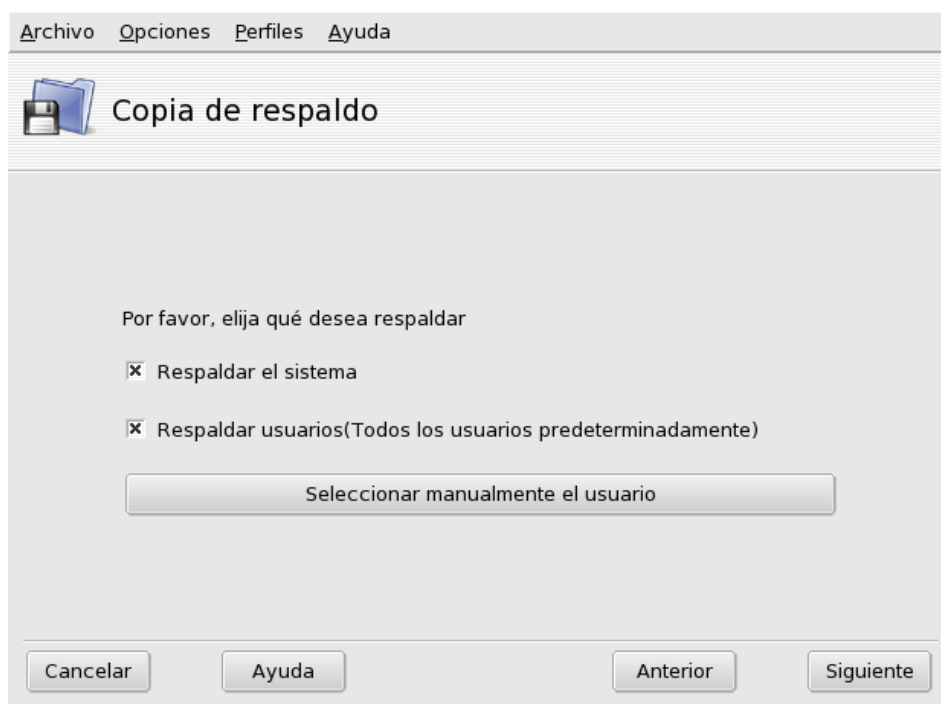 Archivo Opciones Perfiles Ayuda
Copia de respaldo
Por favor, elija qué desea respaldar
Respaldar el sistema
Respaldar usuarios(Todos los usuarios predeterminadamente)
Seleccionar manualmente el usuario
Cancelar Ayuda Anterior Siguiente